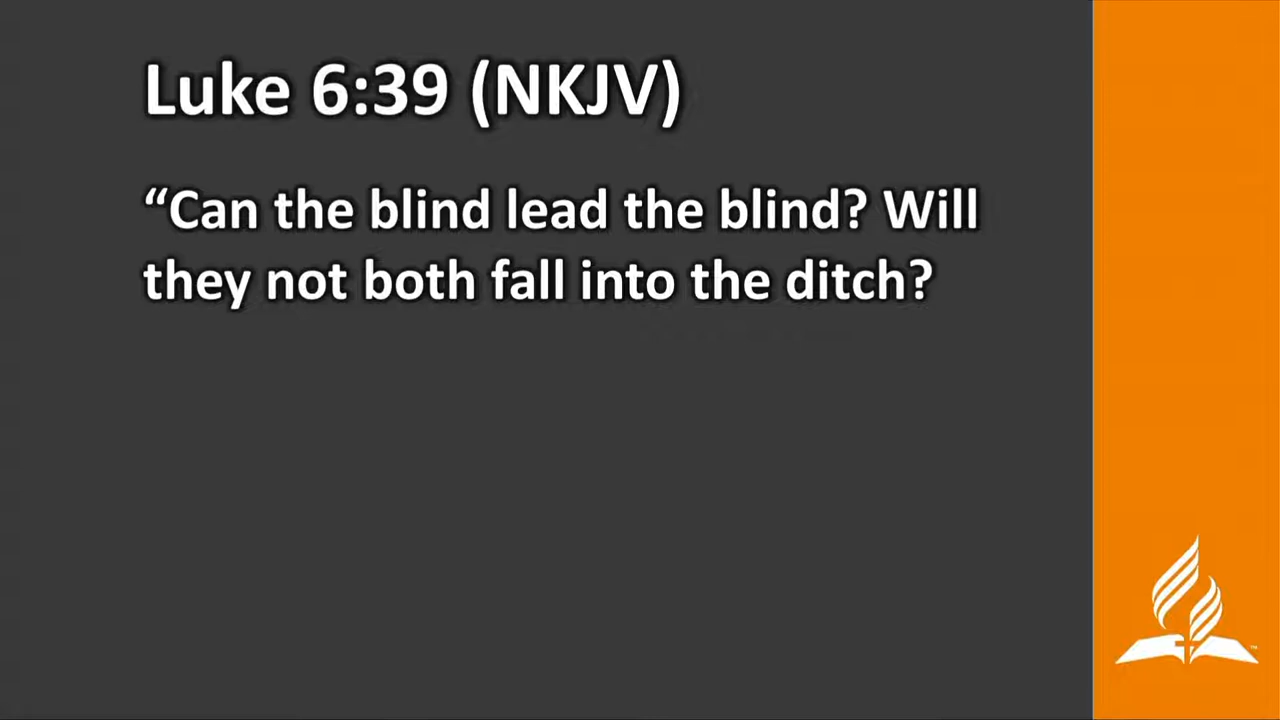 Luke 6:39 (NKJV)
“Can the blind lead the blind? Will
they not both fall into the ditch?